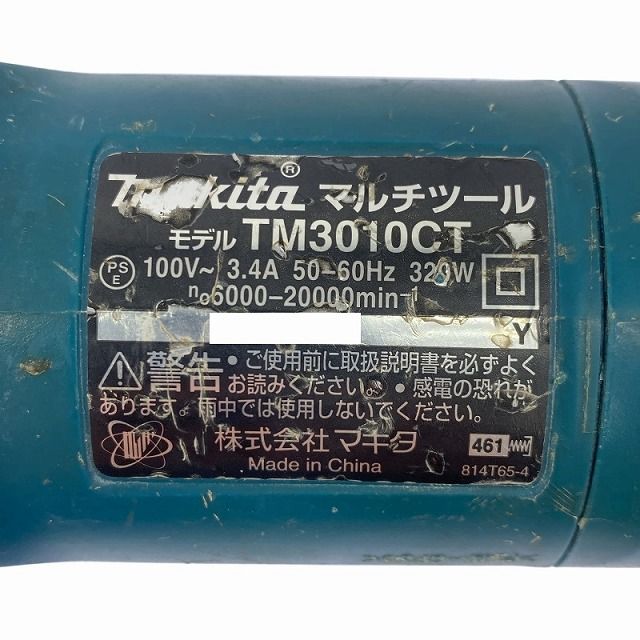 Makita® マルチツール
モデル TM3010CT
PS E 100V~ 3.4A 50-60Hz 320W
n₀6000-20000min⁻¹
Y
警告・ご使用前に取扱説明書を必ずよく
お読みください。・感電の恐れが
あります。雨中では使用しないでください。
株式会社 マキタ
461
Made in China
814T65-4